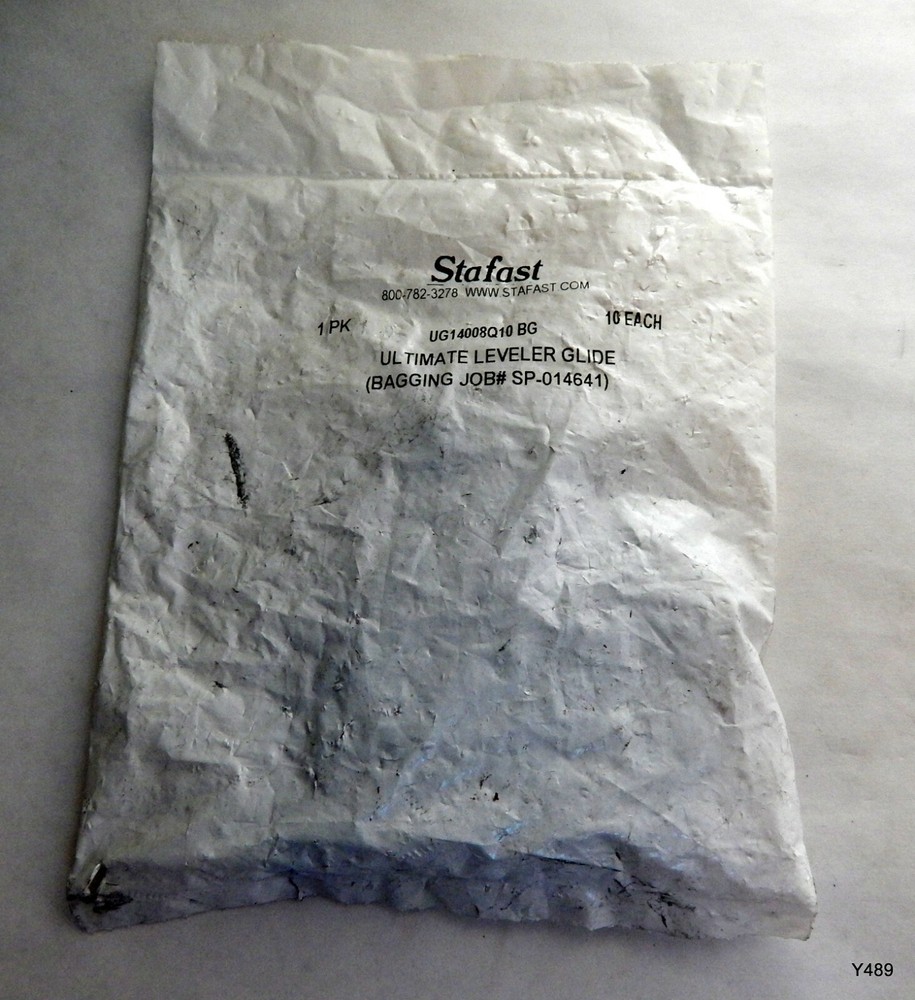 Stafast
800-782-3278 WWW.STAFAST.COM
1 PK UG14008Q10 BG 10 EACH
ULTIMATE LEVELER GLIDE
(BAGGING JOB# SP-014641)
Y489